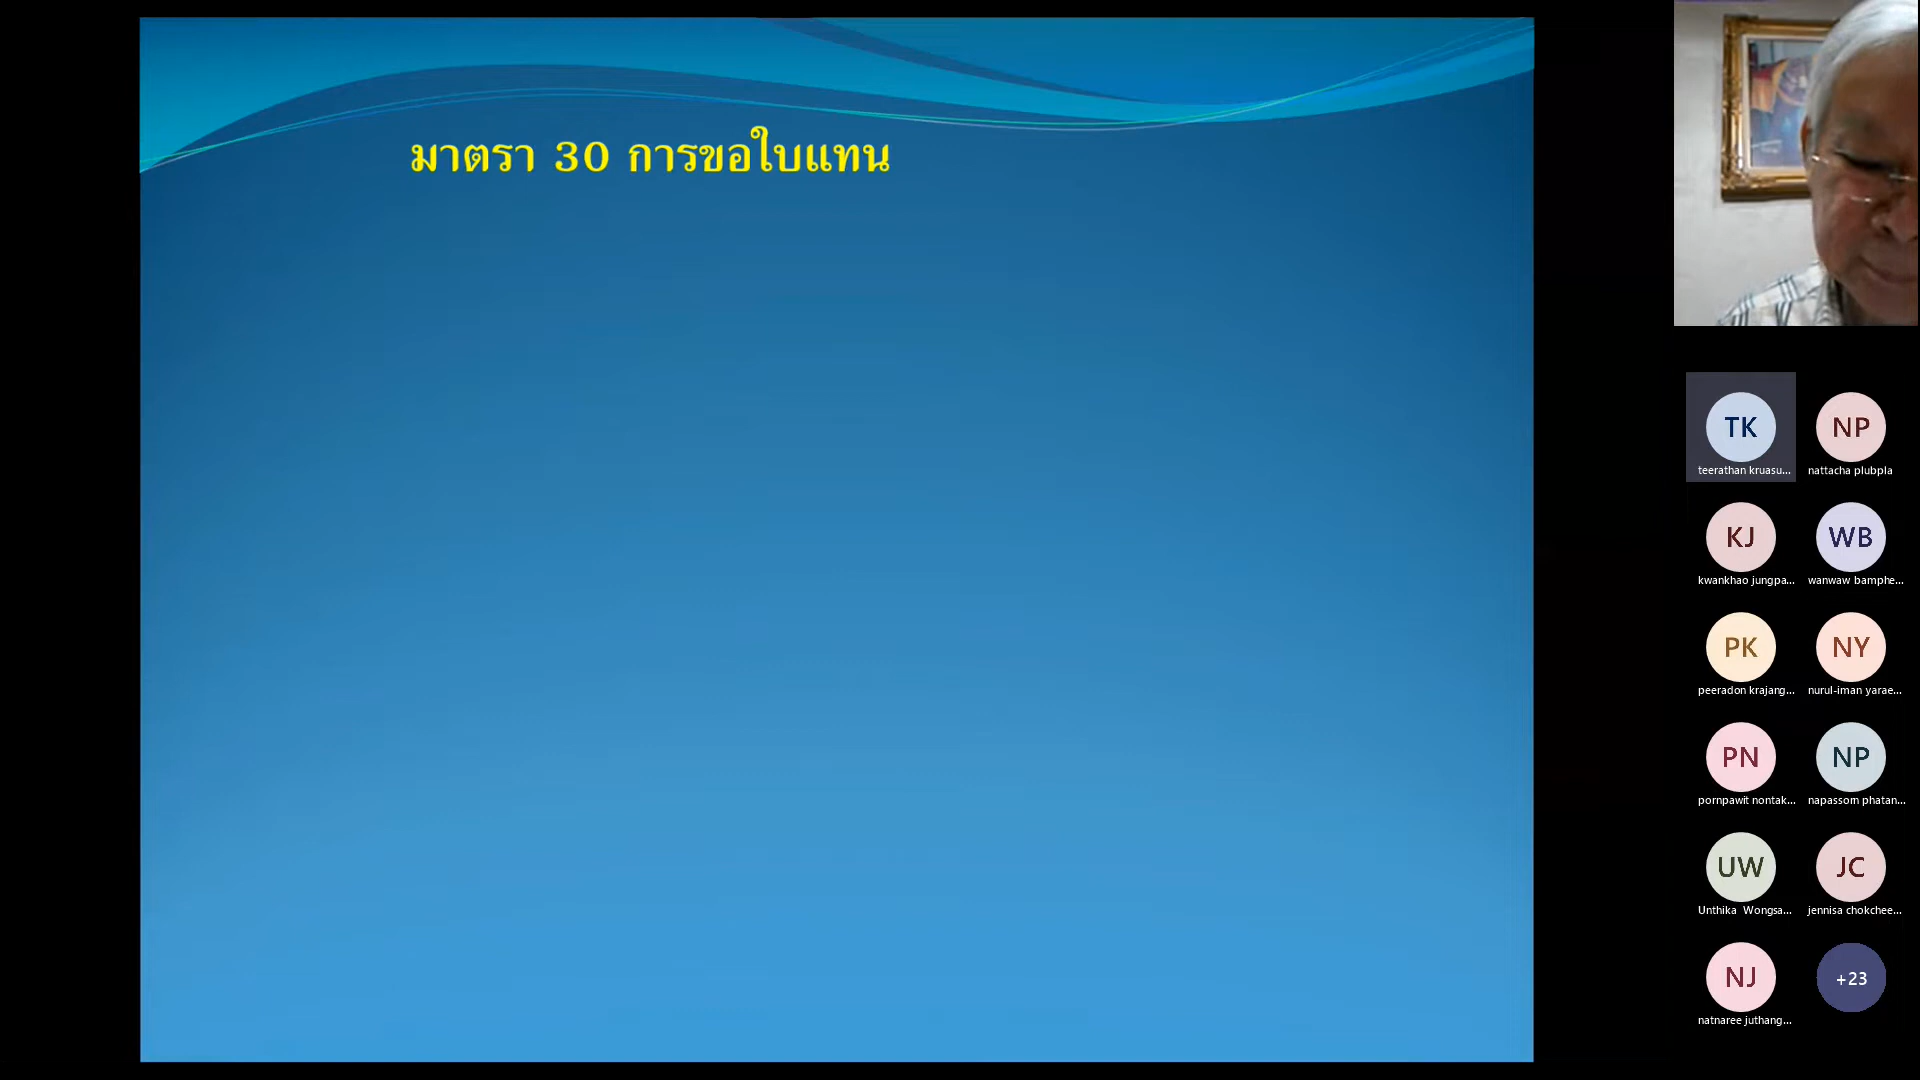 มาตรา 30 การขอใบแทน
TK
NP
teerathan kruasu...
nattacha plubpla
KJ
WB
kwankhao jungpa...
wanwaw bamphe...
PK
NY
peeradon krajang...
nurul-iman yarae...
PN
NP
pornpawit nontak...
napassorn phatan...
UW
JC
Unthika Wongsa...
jennisa chokchee...
NJ
+23
natnaree juthang...